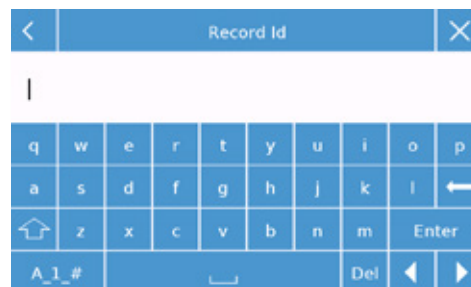 Record Id
q w e r t y u i o p
a s d f g h j k l
z x c v b n m Enter
A_1_# Del